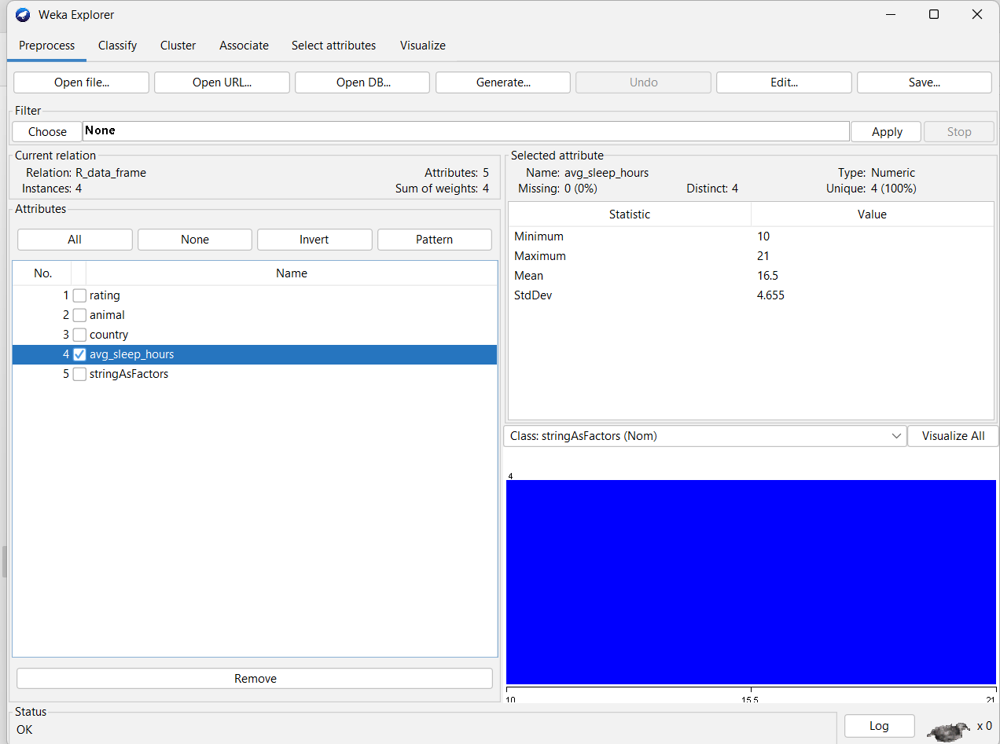 Weka Explorer
Preprocess Classify Cluster Associate Select attributes Visualize
Open file... Open URL... Open DB... Generate... Undo Edit... Save...
Filter
Choose None Apply Stop
Current relation
Relation: R_data_frame Attributes: 5
Instances: 4 Sum of weights: 4
Attributes
All None Invert Pattern
No. Name
1 rating
2 animal
3 country
4 avg_sleep_hours
5 stringAsFactors
Remove
Selected attribute
Name: avg_sleep_hours Type: Numeric
Missing: 0 (0%) Distinct: 4 Unique: 4 (100%)
Statistic Value
Minimum 10
Maximum 21
Mean 16.5
StdDev 4.655
Class: stringAsFactors (Nom) Visualize All
4
10 15.5 21
Status
OK
Log x 0